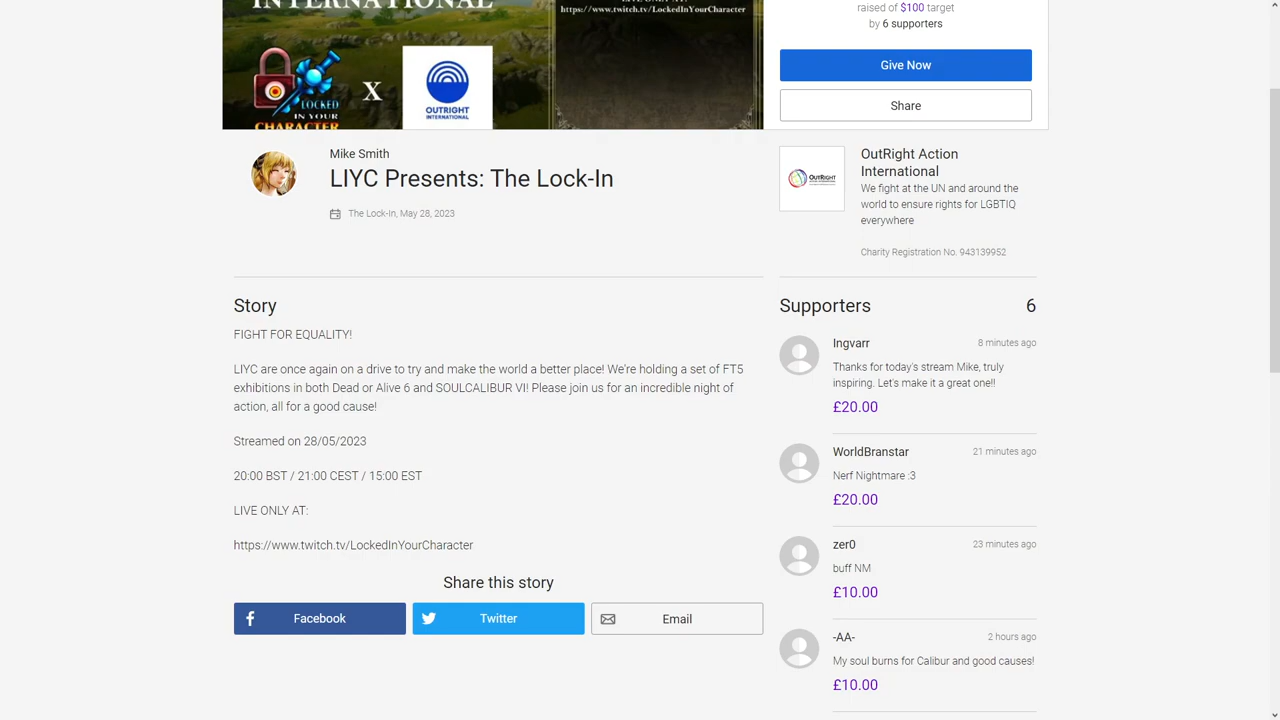 INTERNATIONAL
LOCKED
IN YOUR
CHARACTER
X
OUTRIGHT
INTERNATIONAL
https://www.twitch.tv/LockedInYourCharacter
raised of $100 target
by 6 supporters
Give Now
Share
Mike Smith
LIYC Presents: The Lock-In
The Lock-In, May 28, 2023
OUTRIGHT
OutRight Action
International
We fight at the UN and around the
world to ensure rights for LGBTIQ
everywhere
Charity Registration No. 943139952
Story
FIGHT FOR EQUALITY!
LIYC are once again on a drive to try and make the world a better place! We're holding a set of FT5
exhibitions in both Dead or Alive 6 and SOULCALIBUR VI! Please join us for an incredible night of
action, all for a good cause!
Streamed on 28/05/2023
20:00 BST / 21:00 CEST / 15:00 EST
LIVE ONLY AT:
https://www.twitch.tv/LockedInYourCharacter
Share this story
Facebook
Twitter
Email
Supporters 6
Ingvarr 8 minutes ago
Thanks for today's stream Mike, truly
inspiring. Let's make it a great one!!
£20.00
WorldBranstar 21 minutes ago
Nerf Nightmare :3
£20.00
zer0 23 minutes ago
buff NM
£10.00
-AA- 2 hours ago
My soul burns for Calibur and good causes!
£10.00